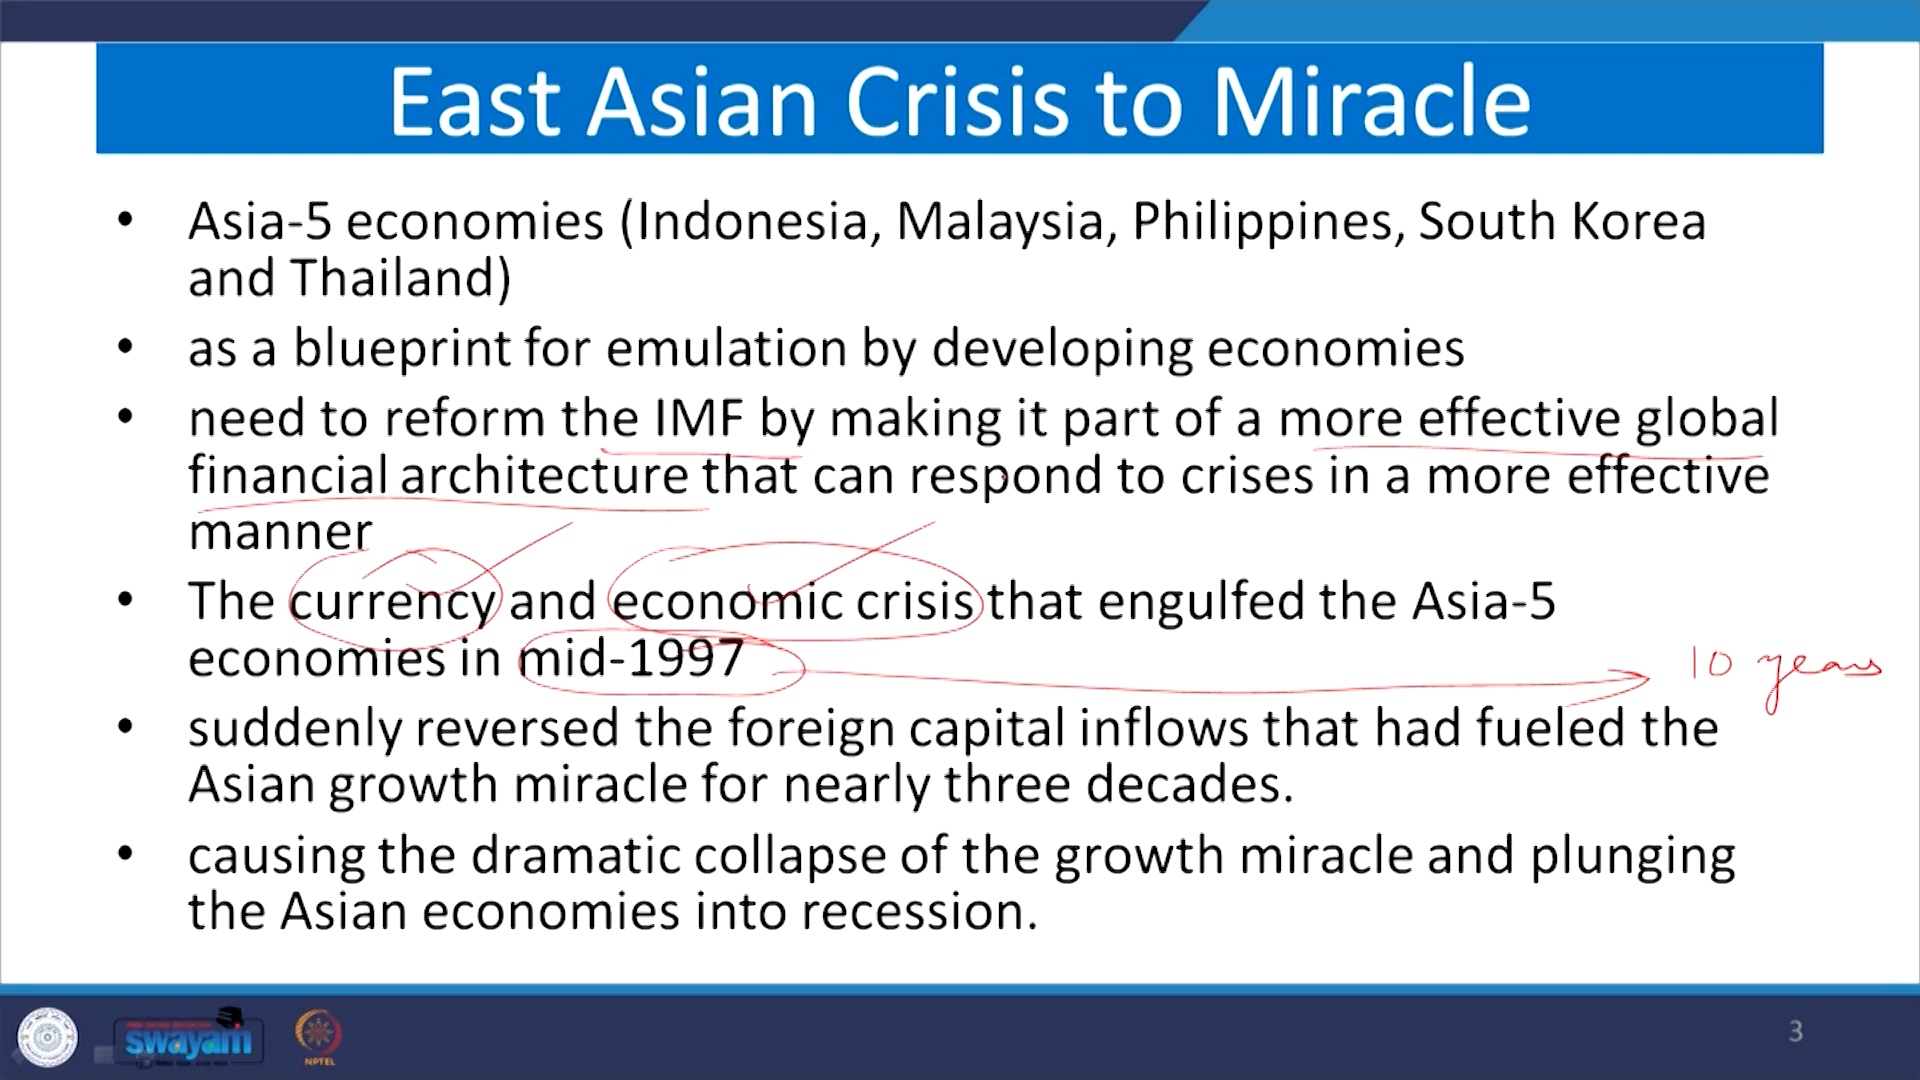 East Asian Crisis to Miracle
• Asia-5 economies (Indonesia, Malaysia, Philippines, South Korea
and Thailand)
• as a blueprint for emulation by developing economies
• need to reform the IMF by making it part of a more effective global
financial architecture that can respond to crises in a more effective
manner
• The currency and economic crisis that engulfed the Asia-5
economies in mid-1997
10 years
• suddenly reversed the foreign capital inflows that had fueled the
Asian growth miracle for nearly three decades.
• causing the dramatic collapse of the growth miracle and plunging
the Asian economies into recession.
swayam
NPTEL
3